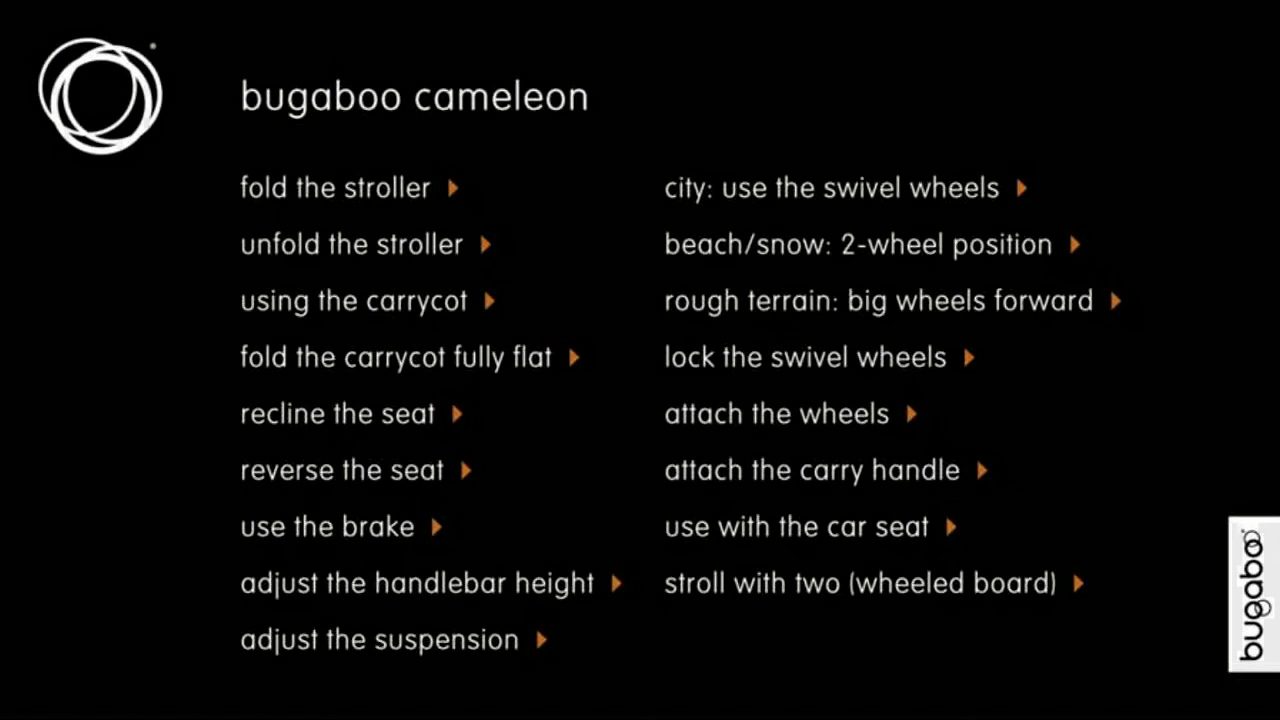 bugaboo cameleon
fold the stroller
unfold the stroller
using the carrycot
fold the carrycot fully flat
recline the seat
reverse the seat
use the brake
adjust the handlebar height
adjust the suspension
city: use the swivel wheels
beach/snow: 2-wheel position
rough terrain: big wheels forward
lock the swivel wheels
attach the wheels
attach the carry handle
use with the car seat
stroll with two (wheeled board)
bugaboo